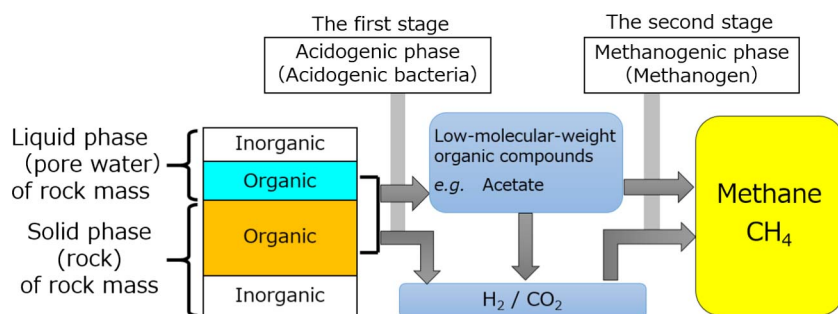 The first stage
Acidogenic phase
(Acidogenic bacteria)
The second stage
Methanogenic phase
(Methanogen)
Liquid phase
(pore water)
of rock mass
Solid phase
(rock)
of rock mass
Inorganic
Organic
Organic
Inorganic
Low-molecular-weight
organic compounds
e.g. Acetate
H₂ / CO₂
Methane
CH₄